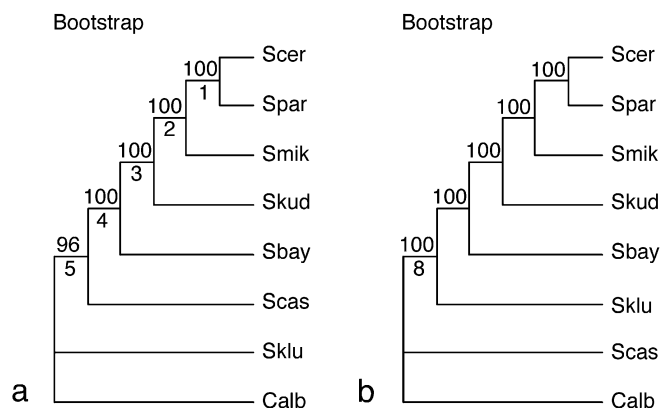 Bootstrap
100
1
100
2
100
3
100
4
96
5
Scer
Spar
Smik
Skud
Sbay
Scas
Sklu
Calb
a
Bootstrap
100
100
100
100
100
8
Scer
Spar
Smik
Skud
Sbay
Sklu
Scas
Calb
b